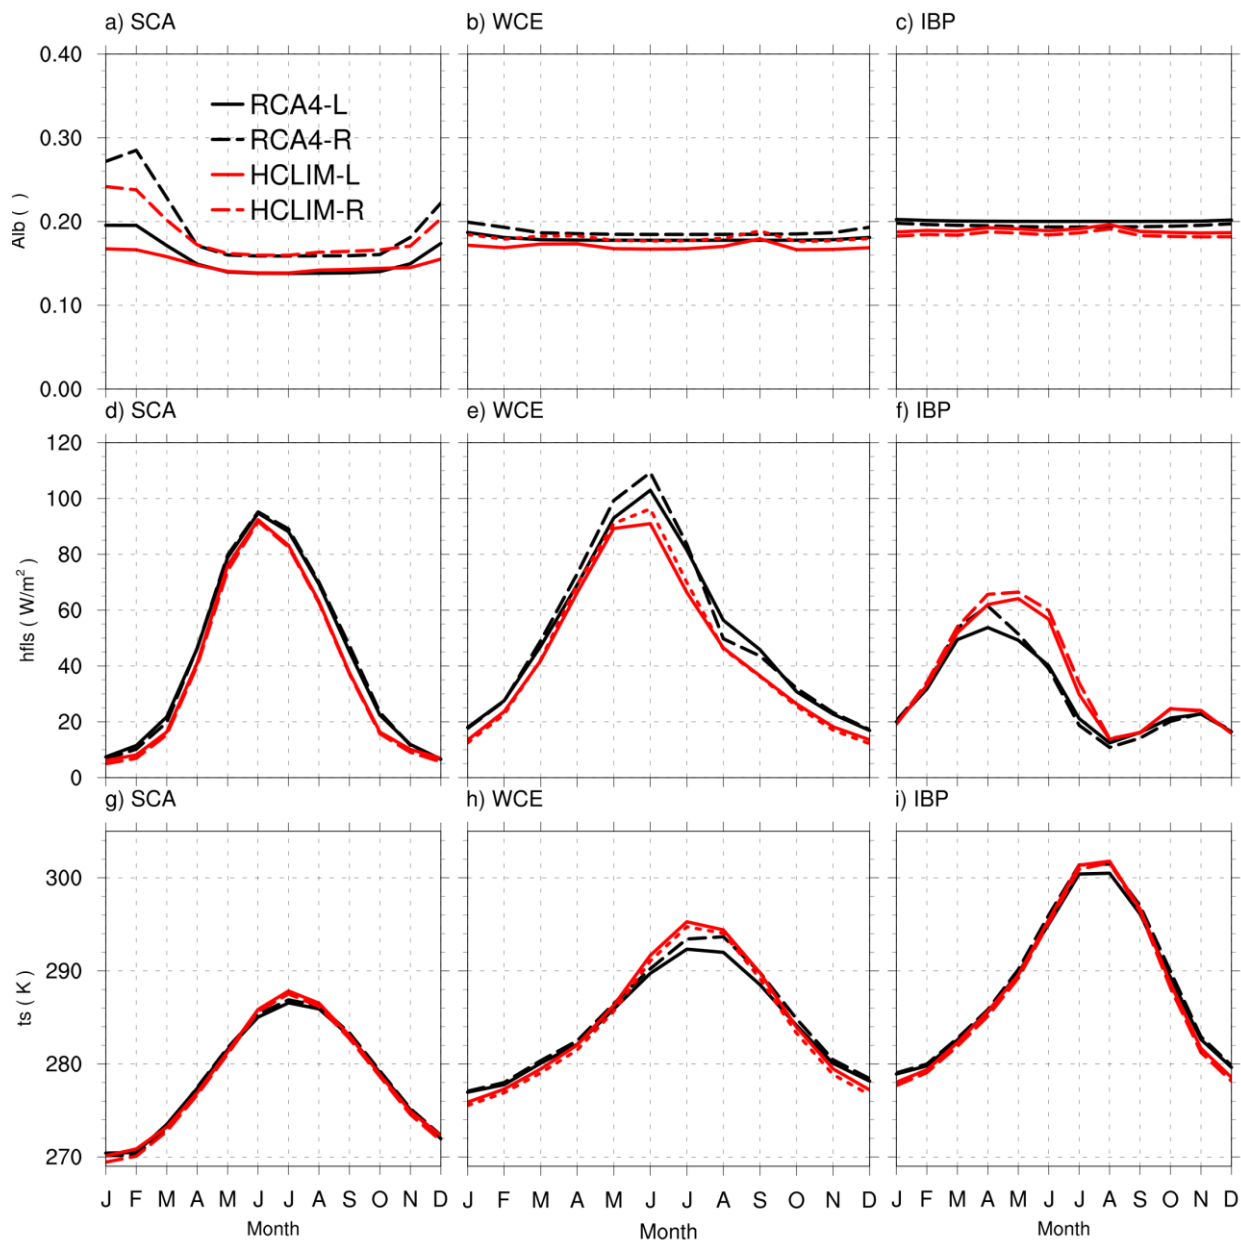 a) SCA
b) WCE
c) IBP
0.40
0.30
0.20
0.10
0.00
Alb ( )
RCA4-L
RCA4-R
HCLIM-L
HCLIM-R
d) SCA
e) WCE
f) IBP
120
100
80
60
40
20
0
hfls ( W/m²)
g) SCA
h) WCE
i) IBP
300
290
280
270
ts ( K )
J F M A M J J A S O N D
J F M A M J J A S O N D
J F M A M J J A S O N D
Month
Month
Month